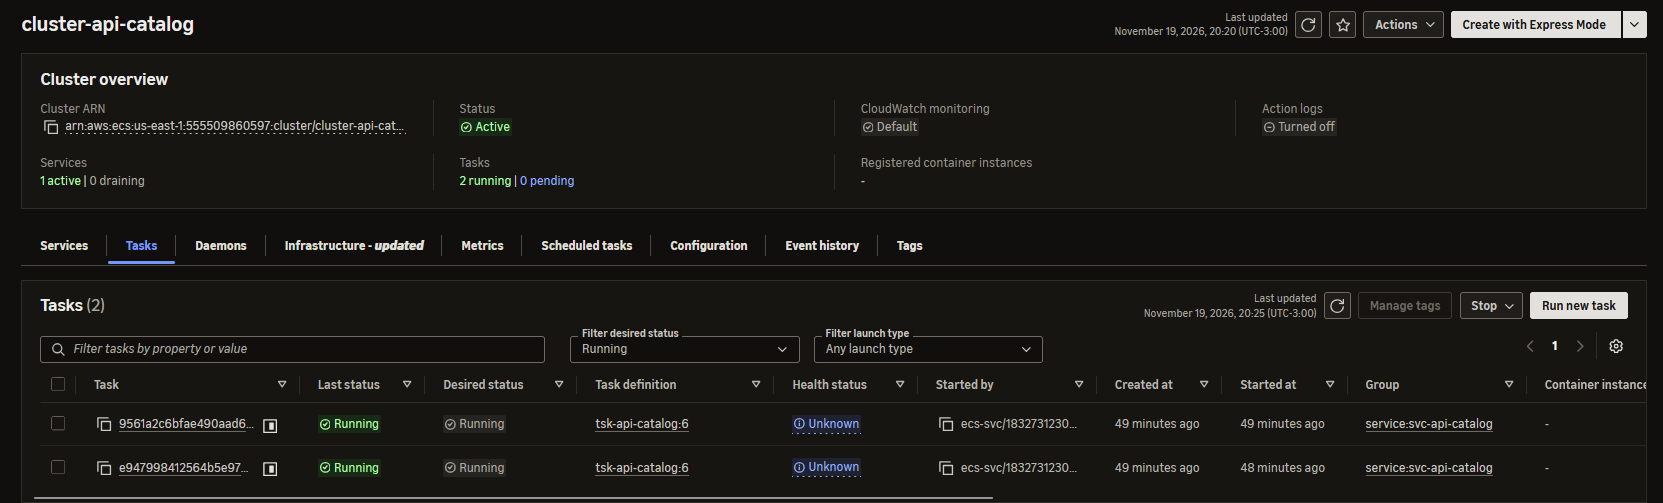 cluster-api-catalog
Last updated
November 19, 2026, 20:20 (UTC-3:00)
Actions
Create with Express Mode
Cluster overview
Cluster ARN
arn:aws:ecs:us-east-1:555509860597:cluster/cluster-api-cat...
Status
Active
CloudWatch monitoring
Default
Action logs
Turned off
Services
1 active | 0 draining
Tasks
2 running | 0 pending
Registered container instances
-
Services Tasks Daemons Infrastructure - updated Metrics Scheduled tasks Configuration Event history Tags
Tasks (2)
Last updated
November 19, 2026, 20:25 (UTC-3:00)
Manage tags
Stop
Run new task
Filter tasks by property or value
Filter desired status
Running
Filter launch type
Any launch type
1
Task Last status Desired status Task definition Health status Started by Created at Started at Group Container instance
9561a2c6bfae490aad6... Running Running tsk-api-catalog:6 Unknown ecs-svc/1832731230... 49 minutes ago 49 minutes ago service:svc-api-catalog -
e947998412564b5e97... Running Running tsk-api-catalog:6 Unknown ecs-svc/1832731230... 49 minutes ago 48 minutes ago service:svc-api-catalog -